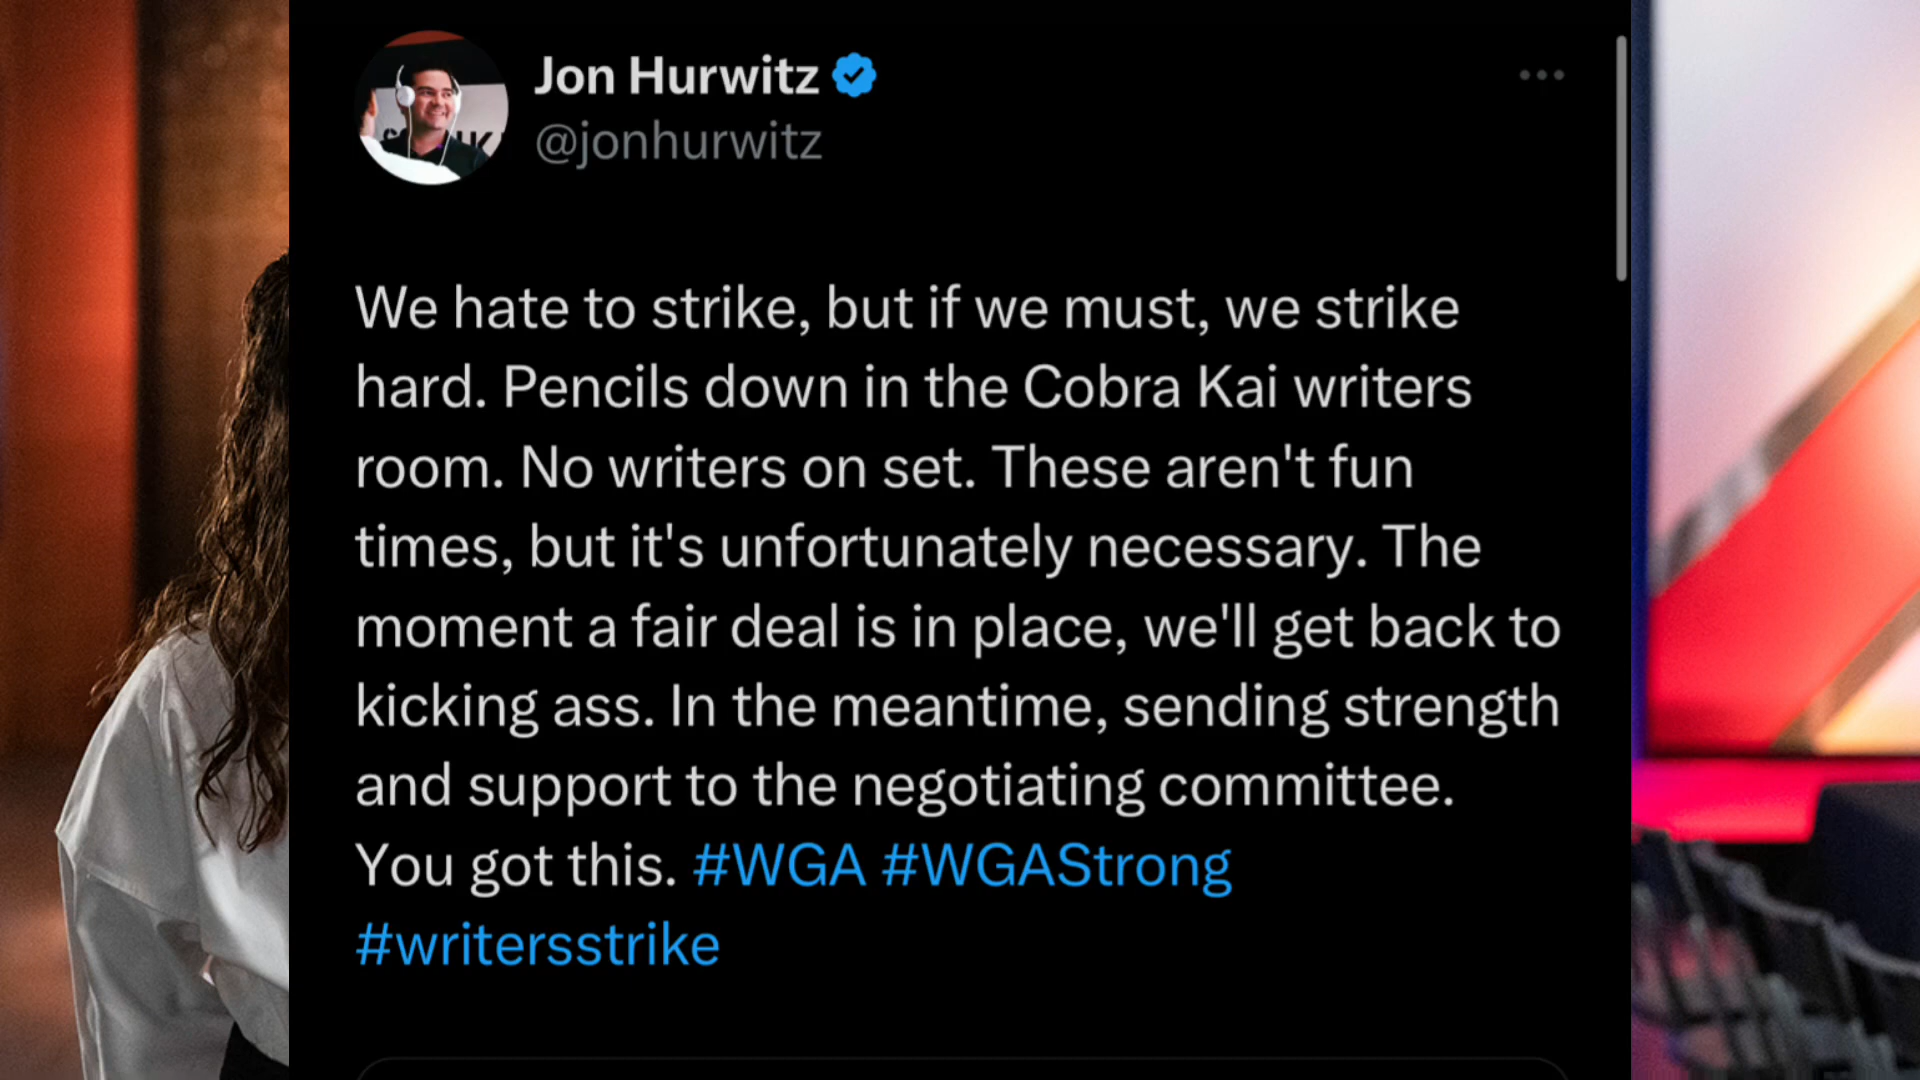 Jon Hurwitz
@jonhurwitz
We hate to strike, but if we must, we strike
hard. Pencils down in the Cobra Kai writers
room. No writers on set. These aren't fun
times, but it's unfortunately necessary. The
moment a fair deal is in place, we'll get back to
kicking ass. In the meantime, sending strength
and support to the negotiating committee.
You got this. #WGA #WGAStrong
#writersstrike